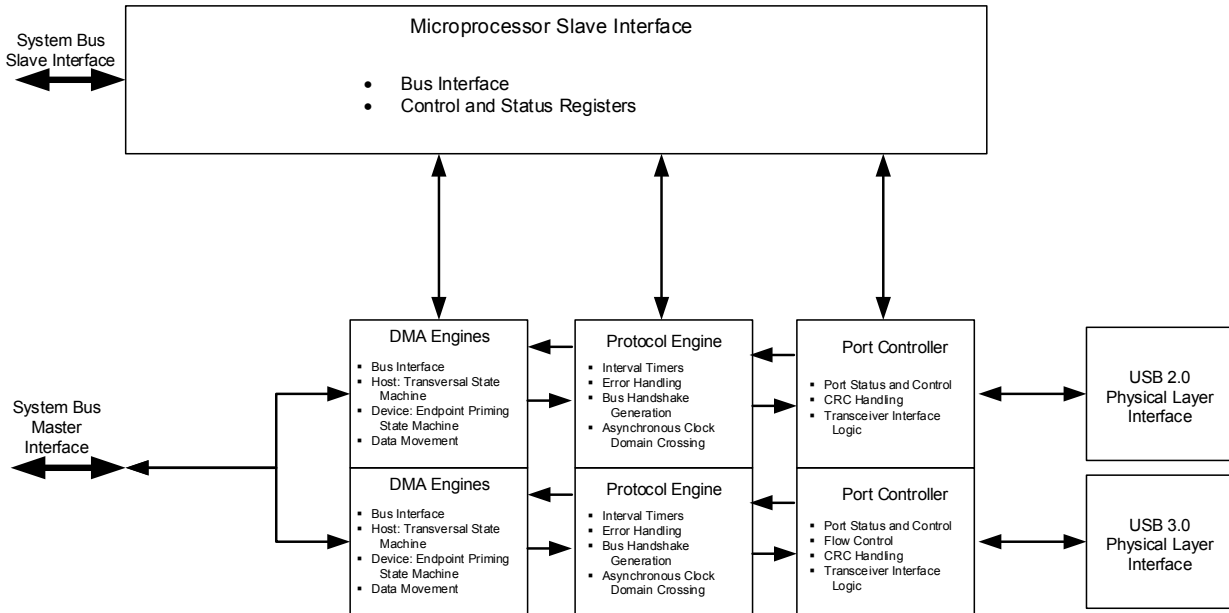 Microprocessor Slave Interface
System Bus
Slave Interface
• Bus Interface
• Control and Status Registers
DMA Engines
▪ Bus Interface
▪ Host: Transversal State
Machine
▪ Device: Endpoint Priming
State Machine
▪ Data Movement
Protocol Engine
▪ Interval Timers
▪ Error Handling
▪ Bus Handshake
Generation
▪ Asynchronous Clock
Domain Crossing
Port Controller
▪ Port Status and Control
▪ CRC Handling
▪ Transceiver Interface
Logic
USB 2.0
Physical Layer
Interface
System Bus
Master
Interface
DMA Engines
▪ Bus Interface
▪ Host: Transversal State
Machine
▪ Device: Endpoint Priming
State Machine
▪ Data Movement
Protocol Engine
▪ Interval Timers
▪ Error Handling
▪ Bus Handshake
Generation
▪ Asynchronous Clock
Domain Crossing
Port Controller
▪ Port Status and Control
▪ Flow Control
▪ CRC Handling
▪ Transceiver Interface
Logic
USB 3.0
Physical Layer
Interface